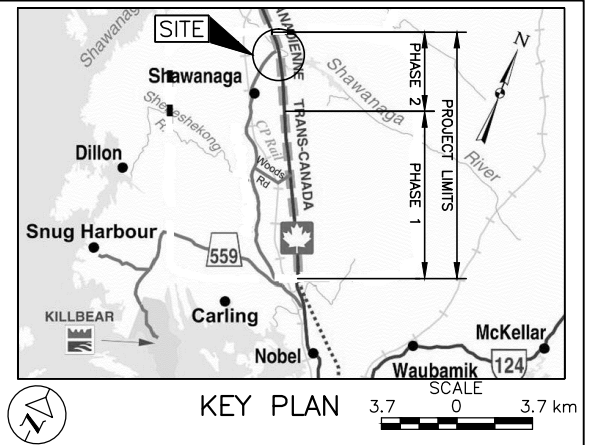 SITE
Shawanaga
ANADIENNE
TRANS-CANADA
Shawanaga
Shawanaga
River
Shebeshekong
R.
CP Rail
Woods
Rd
Dillon
Snug Harbour
559
KILLBEAR
Carling
Nobel
McKellar
Waubamik
124
PHASE 2
PHASE 1
PROJECT LIMITS
N
N
KEY PLAN
SCALE
3.7 0 3.7 km